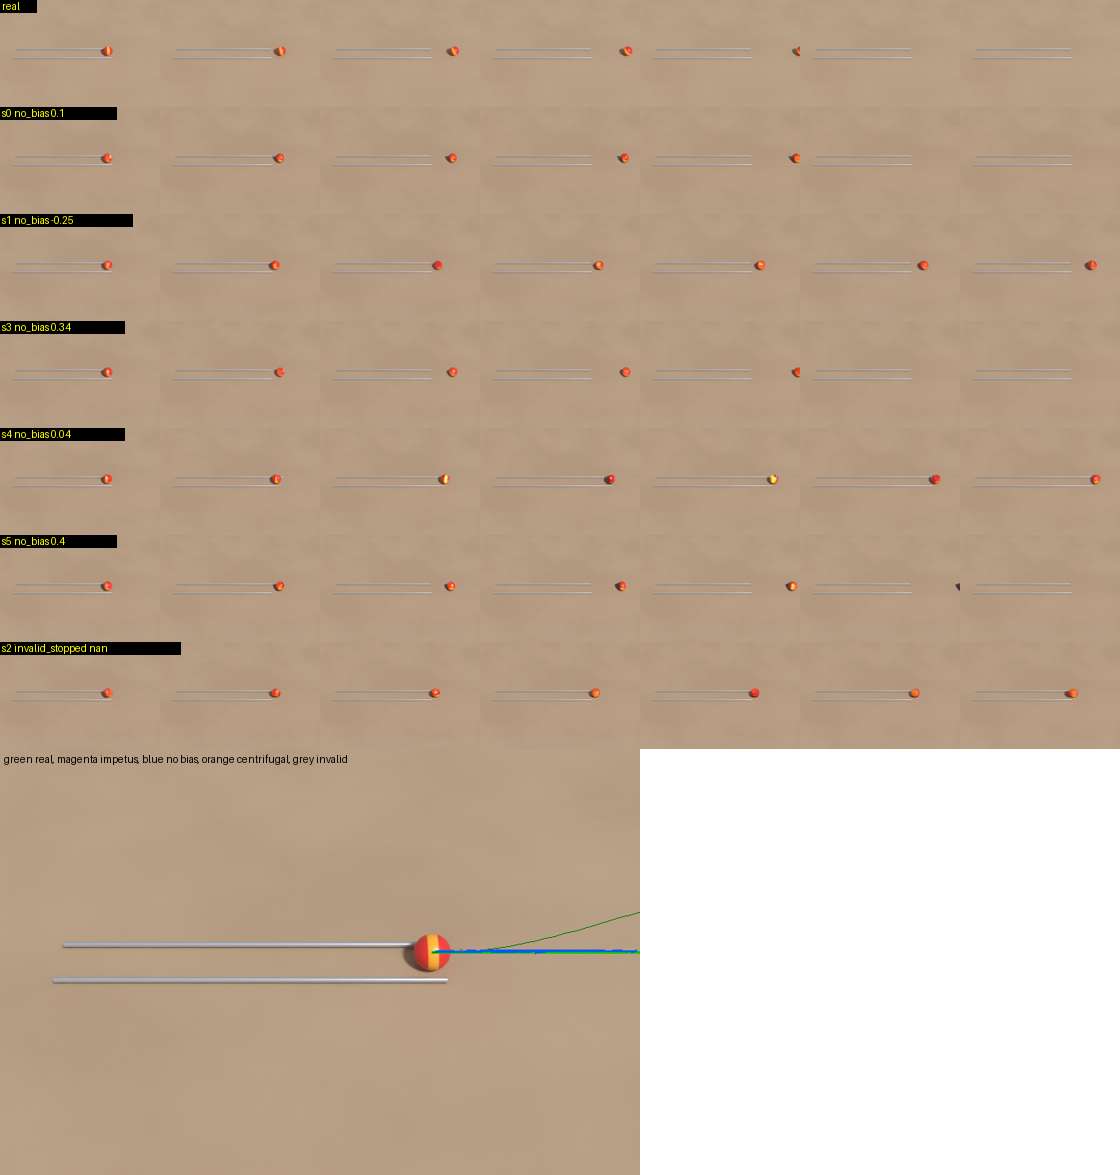 real
s0 no_bias 0.1
s1 no_bias -0.25
s3 no_bias 0.34
s4 no_bias 0.04
s5 no_bias 0.4
s2 invalid_stopped nan
green real, magenta impetus, blue no bias, orange centrifugal, grey invalid